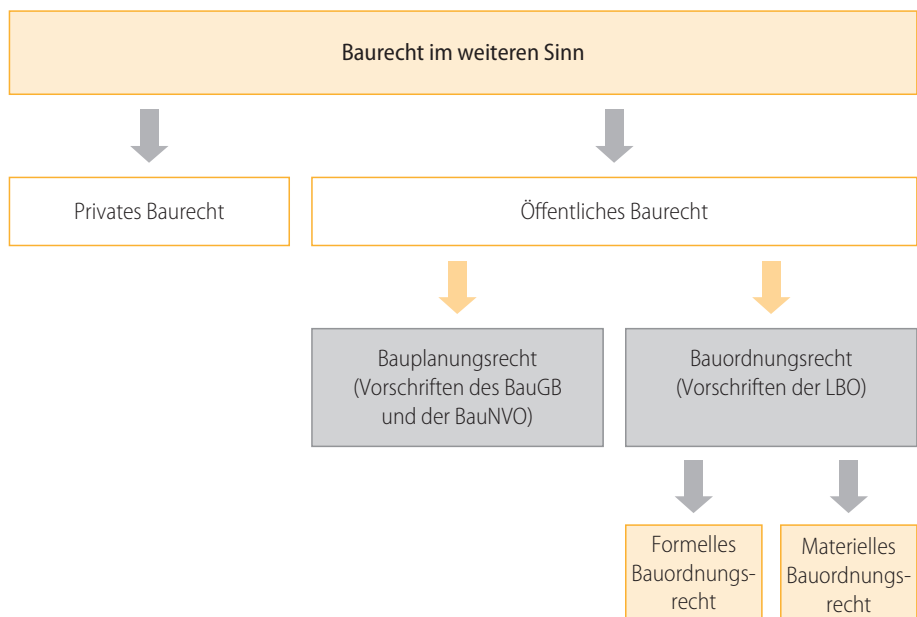 Baurecht im weiteren Sinn
Privates Baurecht
Öffentliches Baurecht
Bauplanungsrecht
(Vorschriften des BauGB
und der BauNVO)
Bauordnungsrecht
(Vorschriften der LBO)
Formelles
Bauordnungs-
recht
Materielles
Bauordnungs-
recht